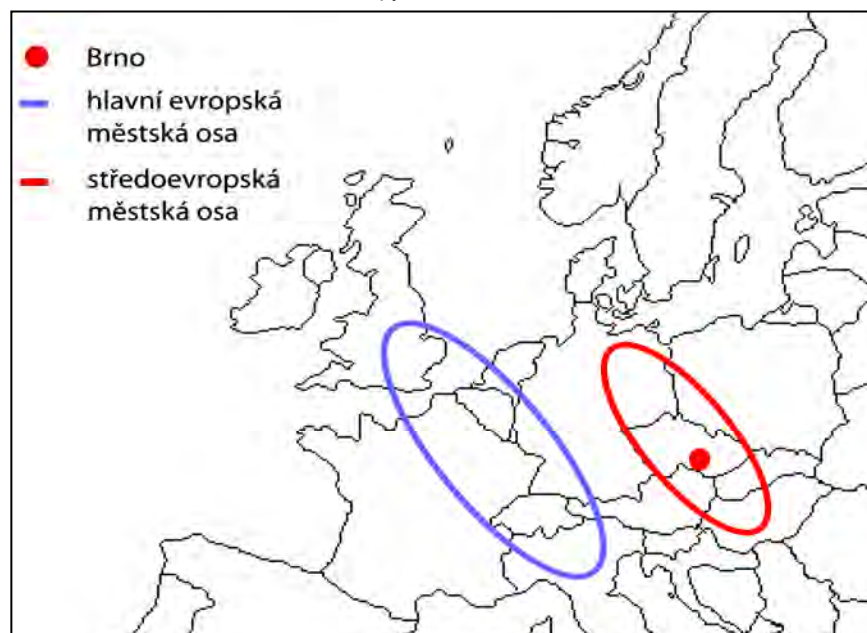 Brno
hlavní evropská
městská osa
středoevropská
městská osa